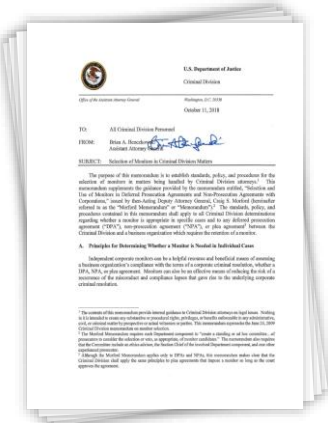 U.S. Department of Justice
Criminal Division
Office of the Assistant Attorney General
Washington, D.C. 20530
October 11, 2018
TO: All Criminal Division Personnel
FROM: Brian A. Benczkowski
Assistant Attorney General
SUBJECT: Selection of Monitors in Criminal Division Matters
The purpose of this memorandum is to establish standards, policy, and procedures for the
selection of monitors in matters being handled by Criminal Division attorneys.¹ This
memorandum supplements the guidance provided by the memorandum entitled, "Selection and
Use of Monitors in Deferred Prosecution Agreements and Non-Prosecution Agreements with
Corporations," issued by then-Acting Deputy Attorney General, Craig S. Morford (hereinafter
referred to as the "Morford Memorandum" or "Memorandum").² The standards, policy, and
procedures contained in this memorandum shall apply to all Criminal Division determinations
regarding whether a monitor is appropriate in specific cases and to any deferred prosecution
agreement ("DPA"), non-prosecution agreement ("NPA"), or plea agreement³ between the
Criminal Division and a business organization which requires the retention of a monitor.
A. Principles for Determining Whether a Monitor is Needed in Individual Cases
Independent corporate monitors can be a helpful resource and beneficial means of assessing
a business organization's compliance with the terms of a corporate criminal resolution, whether a
DPA, NPA, or plea agreement. Monitors can also be an effective means of reducing the risk of a
recurrence of the misconduct and compliance lapses that gave rise to the underlying corporate
criminal resolution.